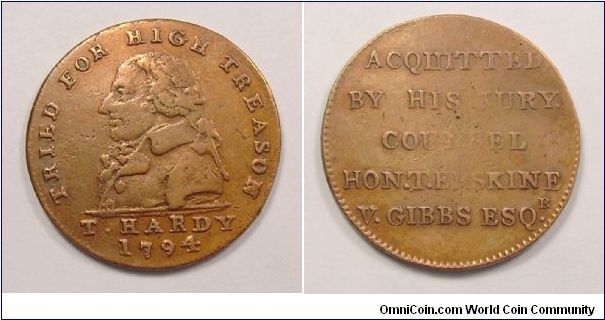 TRIED FOR HIGH TREASON
T. HARDY
1794
ACQUITTED
BY HIS JURY.
COUNSEL
HON.T.ERSKINE
V. GIBBS ESQ.R
OmniCoin.com World Coin Community